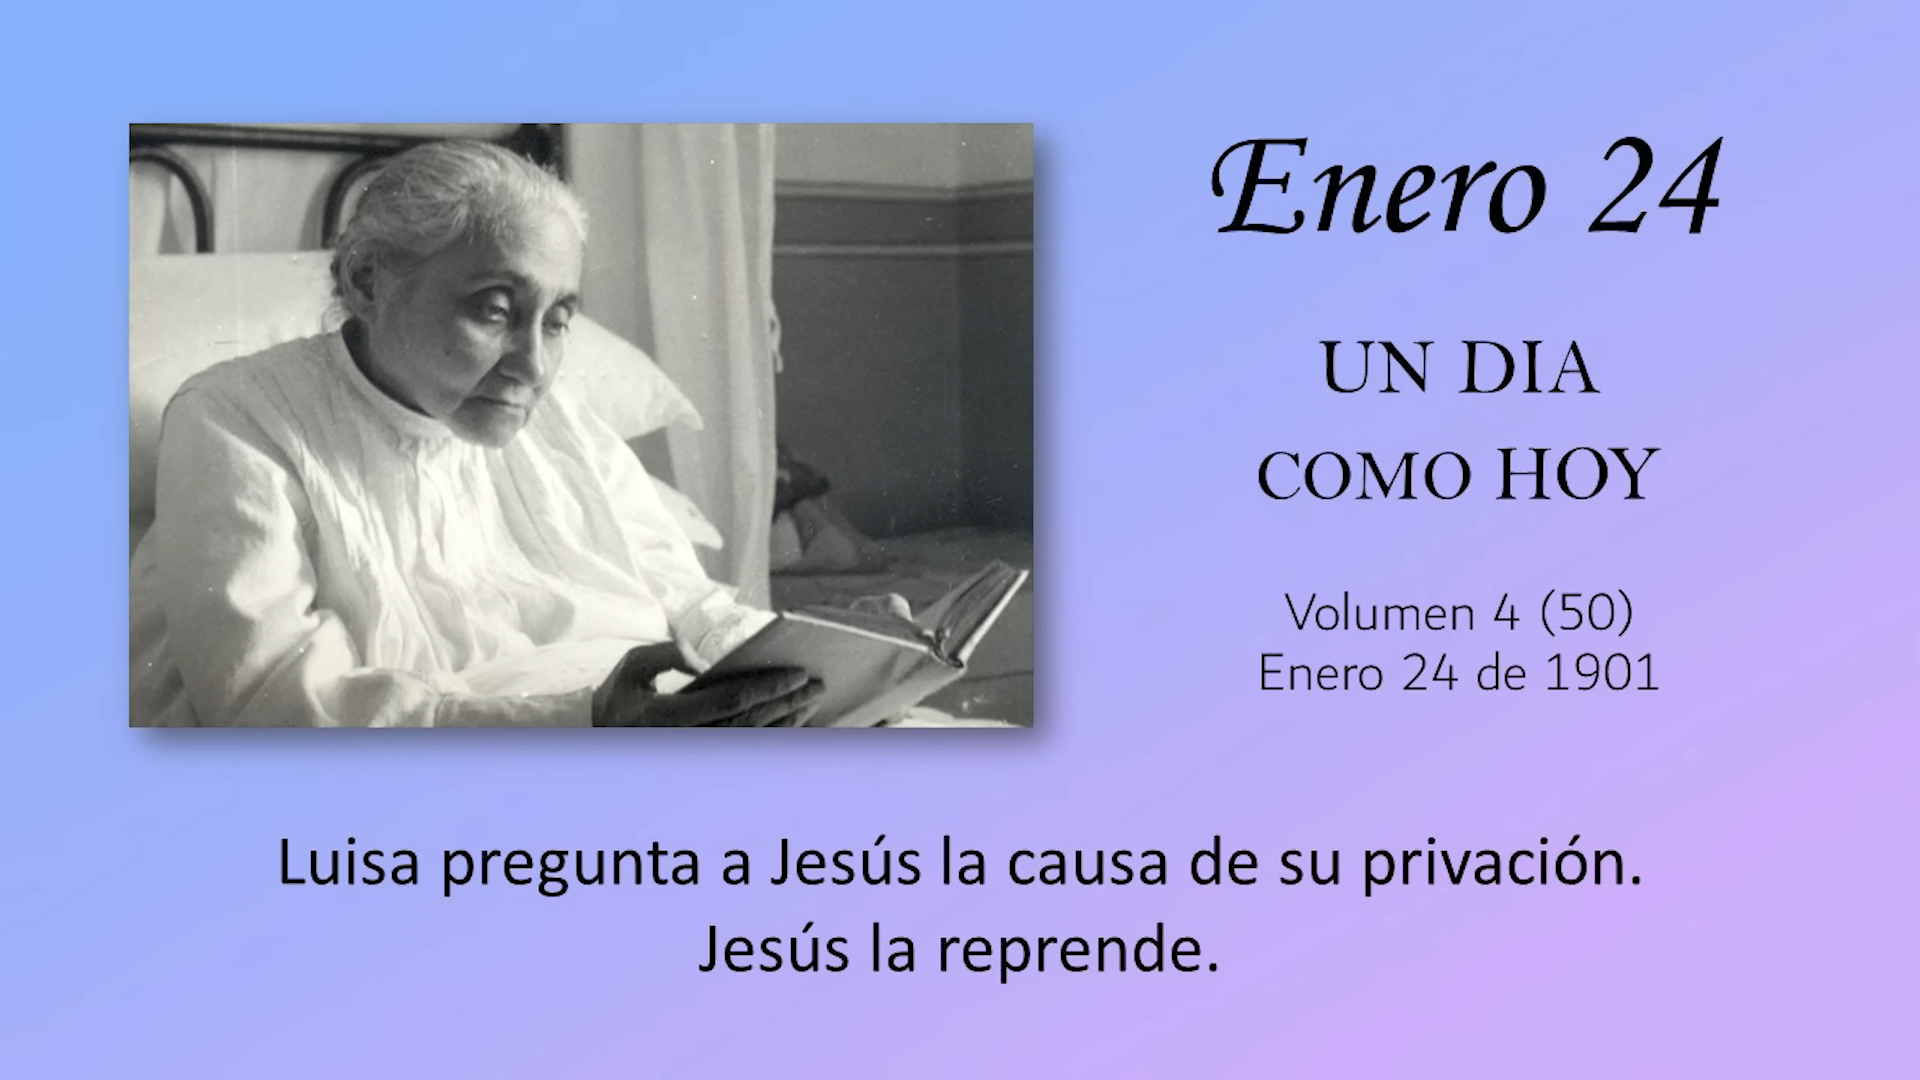 Enero 24
UN DIA
COMO HOY
Volumen 4 (50)
Enero 24 de 1901
Luisa pregunta a Jesús la causa de su privación.
Jesús la reprende.